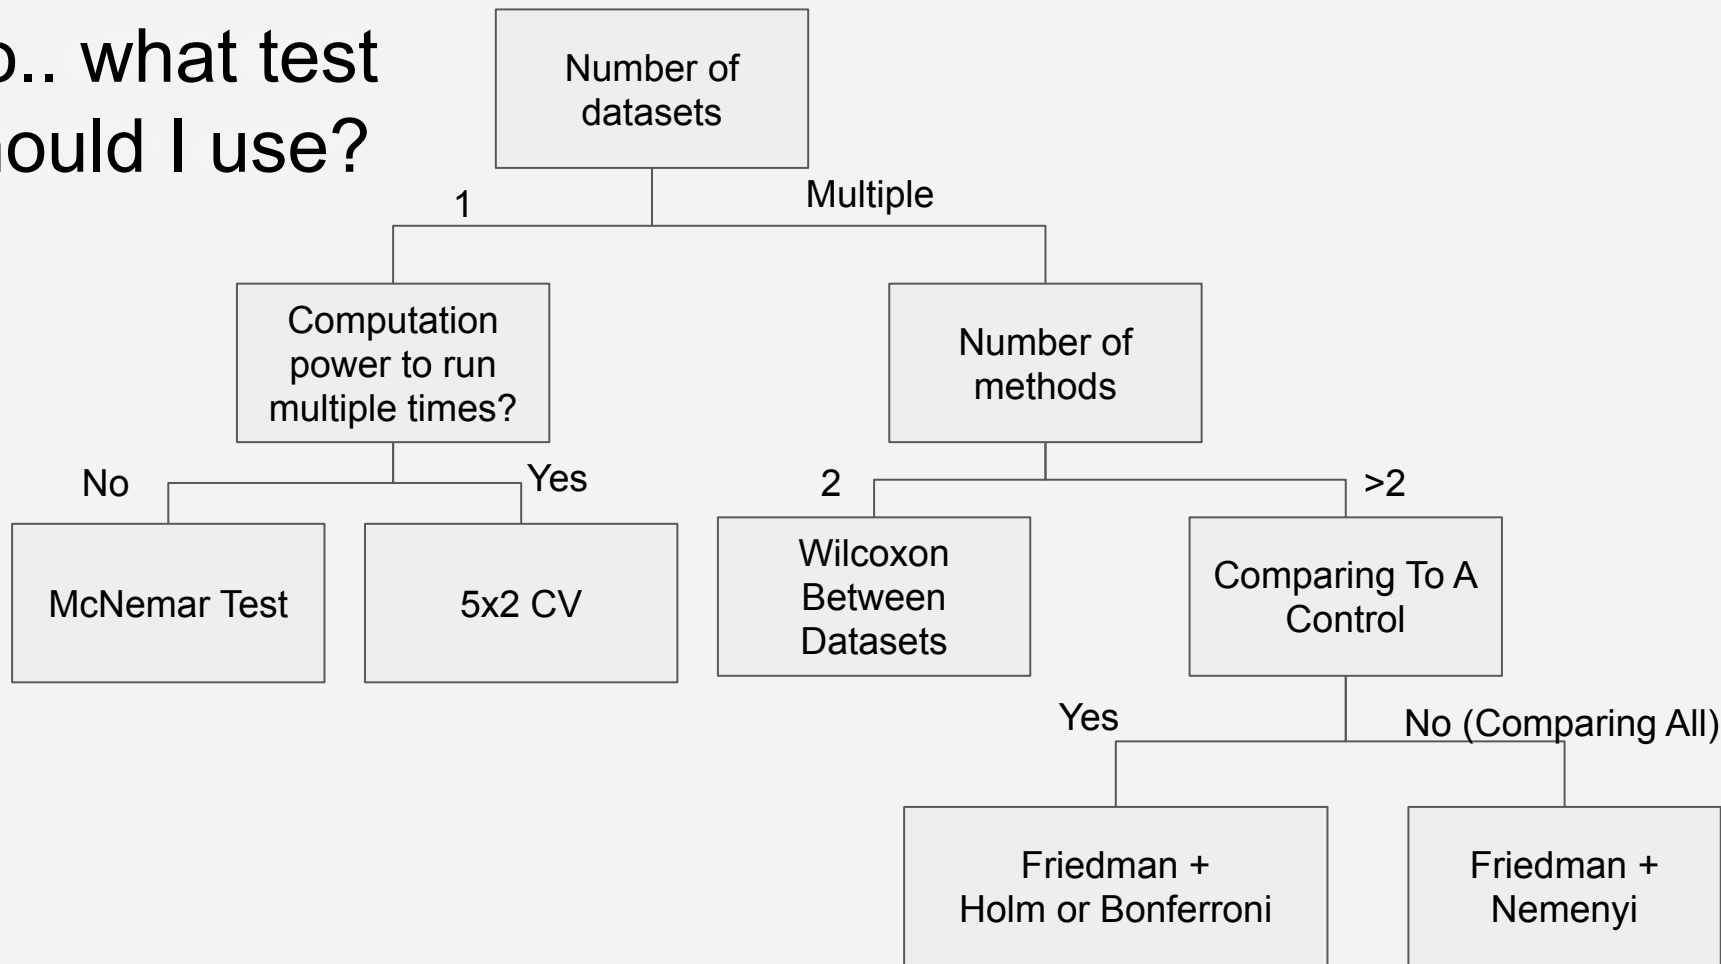 .. what test
ould I use?
Number of
datasets
1
Multiple
Computation
power to run
multiple times?
Number of
methods
No
Yes
2
>2
McNemar Test
5x2 CV
Wilcoxon
Between
Datasets
Comparing To A
Control
Yes
No (Comparing All)
Friedman +
Holm or Bonferroni
Friedman +
Nemenyi